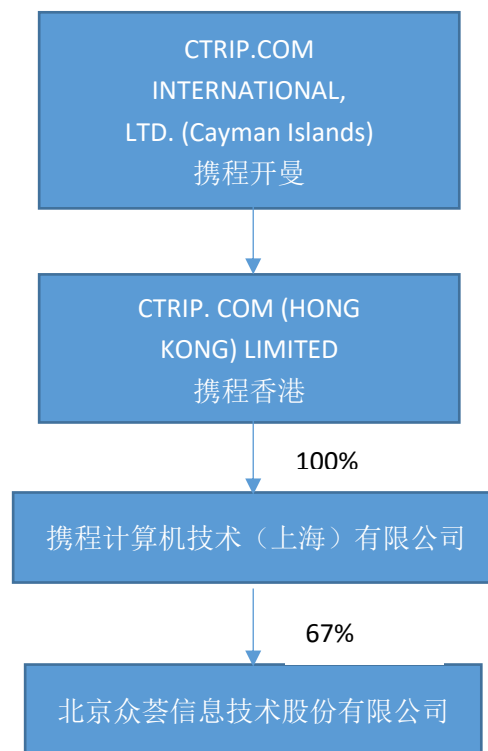 CTRIP.COM
INTERNATIONAL,
LTD. (Cayman Islands)
携程开曼
CTRIP. COM (HONG
KONG) LIMITED
携程香港
100%
携程计算机技术（上海）有限公司
67%
北京众荟信息技术股份有限公司